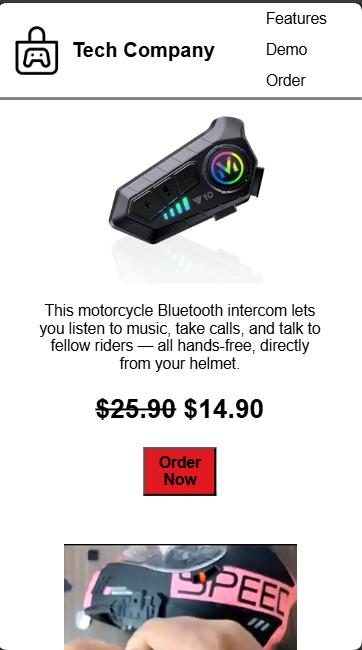 Features
Tech Company
Demo
Order
V10
This motorcycle Bluetooth intercom lets
you listen to music, take calls, and talk to
fellow riders — all hands-free, directly
from your helmet.
$25.90 $14.90
Order
Now
SPEED